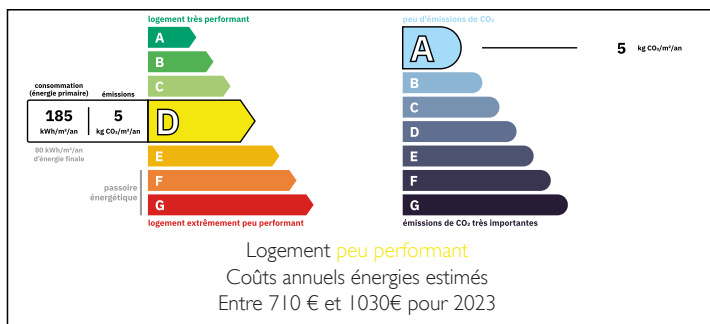 logement très performant
A
B
C
consommation
(énergie primaire)
émissions
185
kWh/m²/an
5
kg CO₂/m²/an
D
80 kWh/m²/an
d'énergie finale
E
F
G
passoire
énergétique
logement extrêmement peu performant
peu d'émissions de CO₂
A
5 kg CO₂/m²/an
B
C
D
E
F
G
émissions de CO₂ très importantes
Logement peu performant
Coûts annuels énergies estimés
Entre 710 € et 1030€ pour 2023